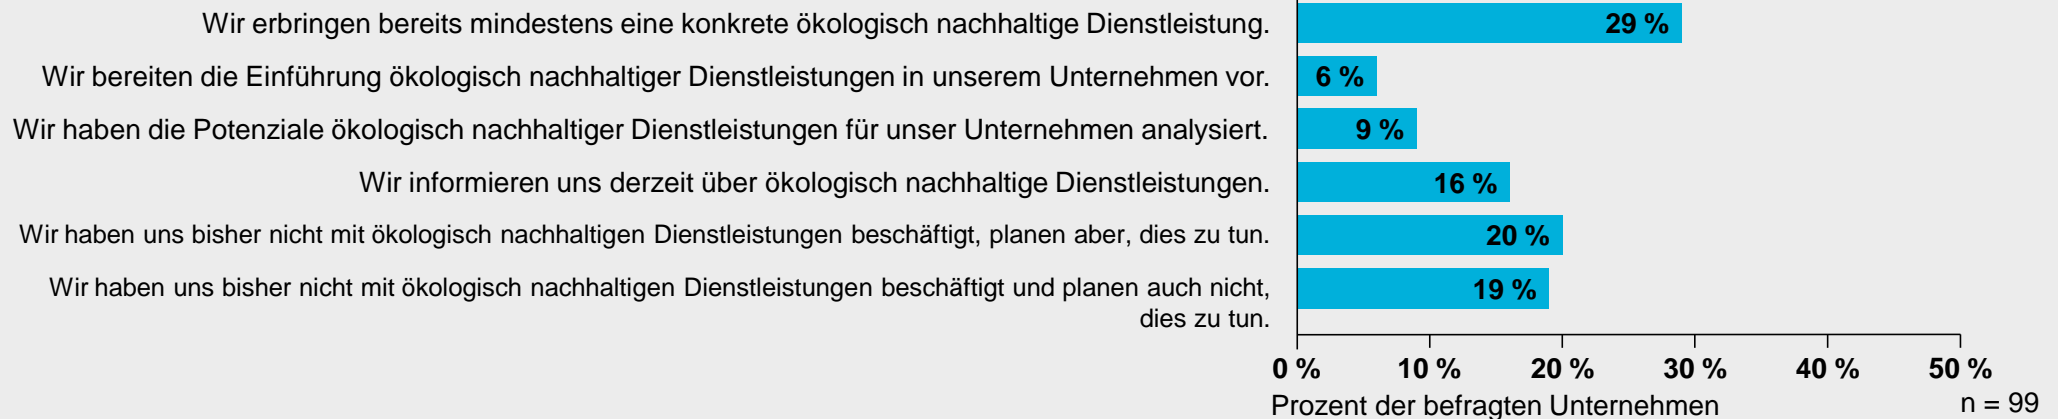 Wir erbringen bereits mindestens eine konkrete ökologisch nachhaltige Dienstleistung.
29 %
Wir bereiten die Einführung ökologisch nachhaltiger Dienstleistungen in unserem Unternehmen vor.
6 %
Wir haben die Potenziale ökologisch nachhaltiger Dienstleistungen für unser Unternehmen analysiert.
9 %
Wir informieren uns derzeit über ökologisch nachhaltige Dienstleistungen.
16 %
Wir haben uns bisher nicht mit ökologisch nachhaltigen Dienstleistungen beschäftigt, planen aber, dies zu tun.
20 %
Wir haben uns bisher nicht mit ökologisch nachhaltigen Dienstleistungen beschäftigt und planen auch nicht,
dies zu tun.
19 %
0 % 10 % 20 % 30 % 40 % 50 %
Prozent der befragten Unternehmen
n = 99